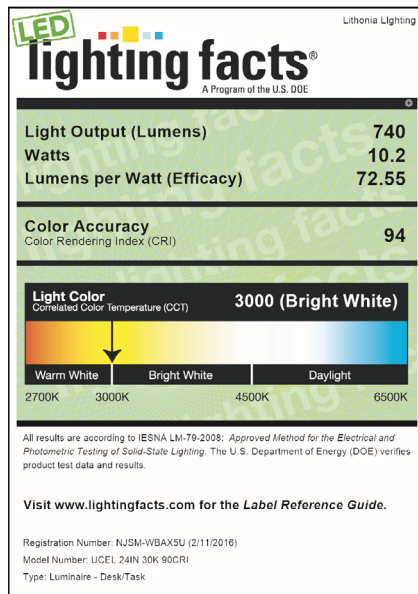 Lithonia LIghting
LED
lighting facts®
A Program of the U.S. DOE
Light Output (Lumens) 740
Watts 10.2
Lumens per Watt (Efficacy) 72.55
Color Accuracy
Color Rendering Index (CRI) 94
Light Color
Correlated Color Temperature (CCT) 3000 (Bright White)
Warm White Bright White Daylight
2700K 3000K 4500K 6500K
All results are according to IESNA LM-79-2008: Approved Method for the Electrical and
Photometric Testing of Solid-State Lighting. The U.S. Department of Energy (DOE) verifies
product test data and results.
Visit www.lightingfacts.com for the Label Reference Guide.
Registration Number: NJSM-WBAX5U (2/11/2016)
Model Number: UCEL 24IN 30K 90CRI
Type: Luminaire - Desk/Task